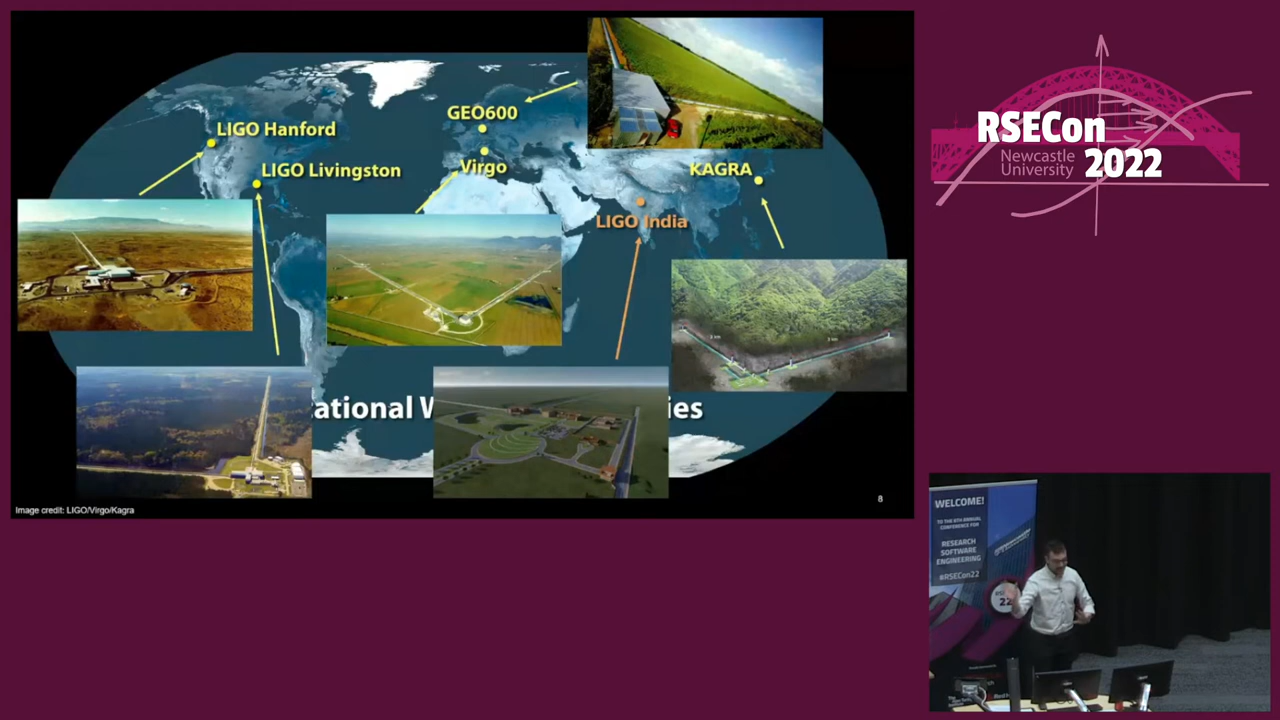 GEO600
LIGO Hanford
LIGO Livingston
Virgo
KAGRA
LIGO India
ational W
ies
Image credit: LIGO/Virgo/Kagra
8
RSECon
Newcastle
University
2022
WELCOME!
TO THE 6TH ANNUAL
CONFERENCE FOR
RESEARCH
SOFTWARE
ENGINEERING
#RSECon22
22